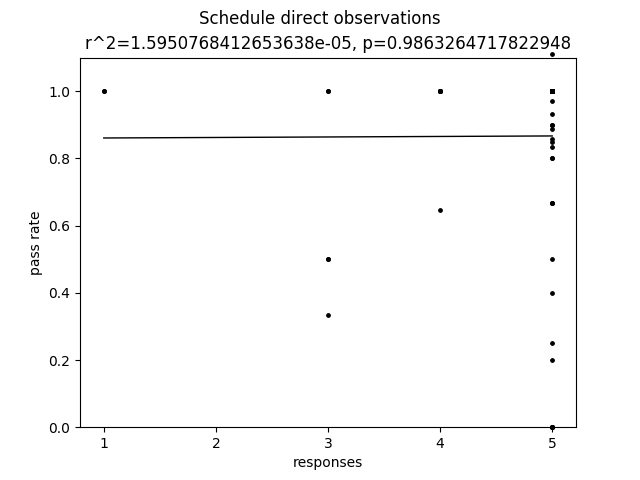 Schedule direct observations
r^2=1.5950768412653638e-05, p=0.9863264717822948
1.0
0.8
0.6
0.4
0.2
0.0
pass rate
1
2
3
4
5
responses